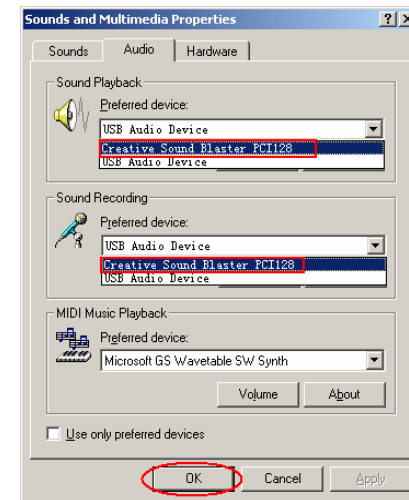 Sounds and Multimedia Properties
Sounds Audio Hardware
Sound Playback
Preferred device:
USB Audio Device
Creative Sound Blaster PCI128
USB Audio Device
Sound Recording
Preferred device:
USB Audio Device
Creative Sound Blaster PCI128
USB Audio Device
MIDI Music Playback
Preferred device:
Microsoft GS Wavetable SW Synth
Volume About
Use only preferred devices
OK Cancel Apply